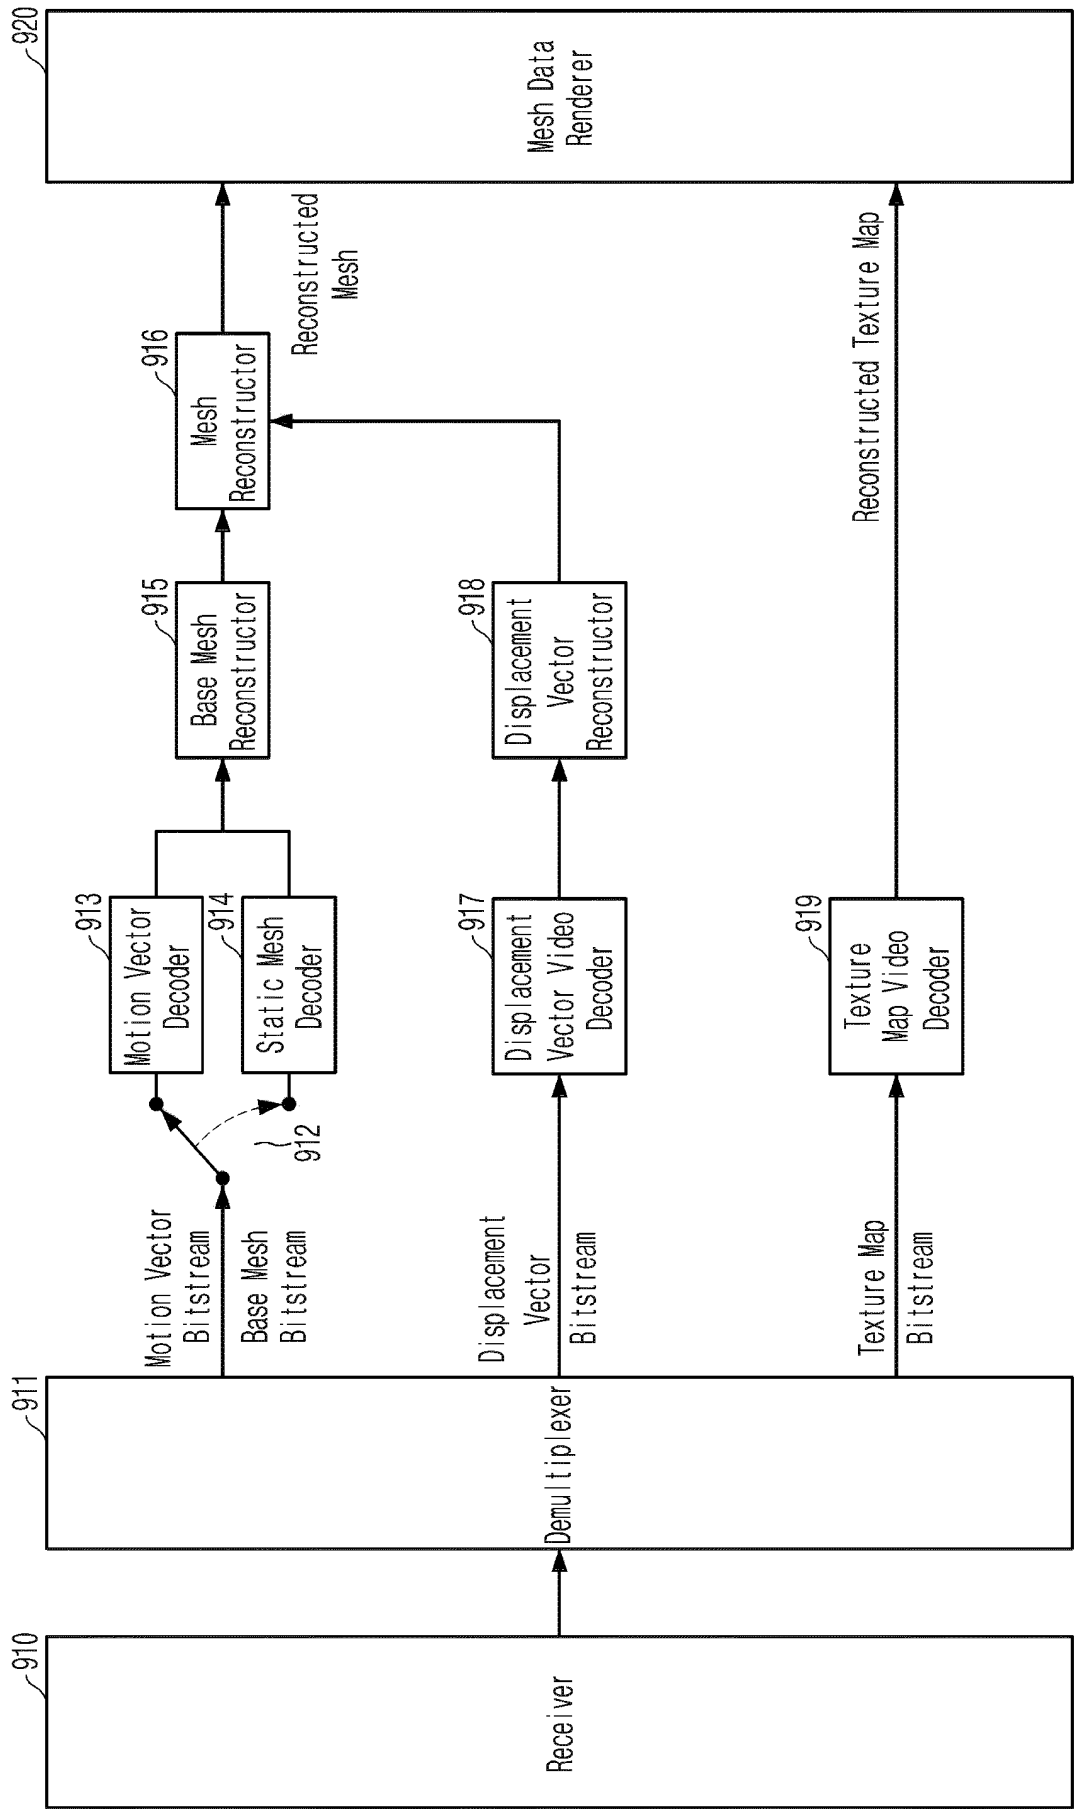 910
Receiver
911
Demultiplexer
Motion Vector
Bitstream
Base Mesh
Bitstream
912
913
Motion Vector
Decoder
914
Static Mesh
Decoder
915
Base Mesh
Reconstructor
916
Mesh
Reconstructor
Reconstructed
Mesh
Displacement
Vector
Bitstream
917
Displacement
Vector Video
Decoder
918
Displacement
Vector
Reconstructor
Texture Map
Bitstream
919
Texture
Map Video
Decoder
Reconstructed Texture Map
920
Mesh Data
Renderer